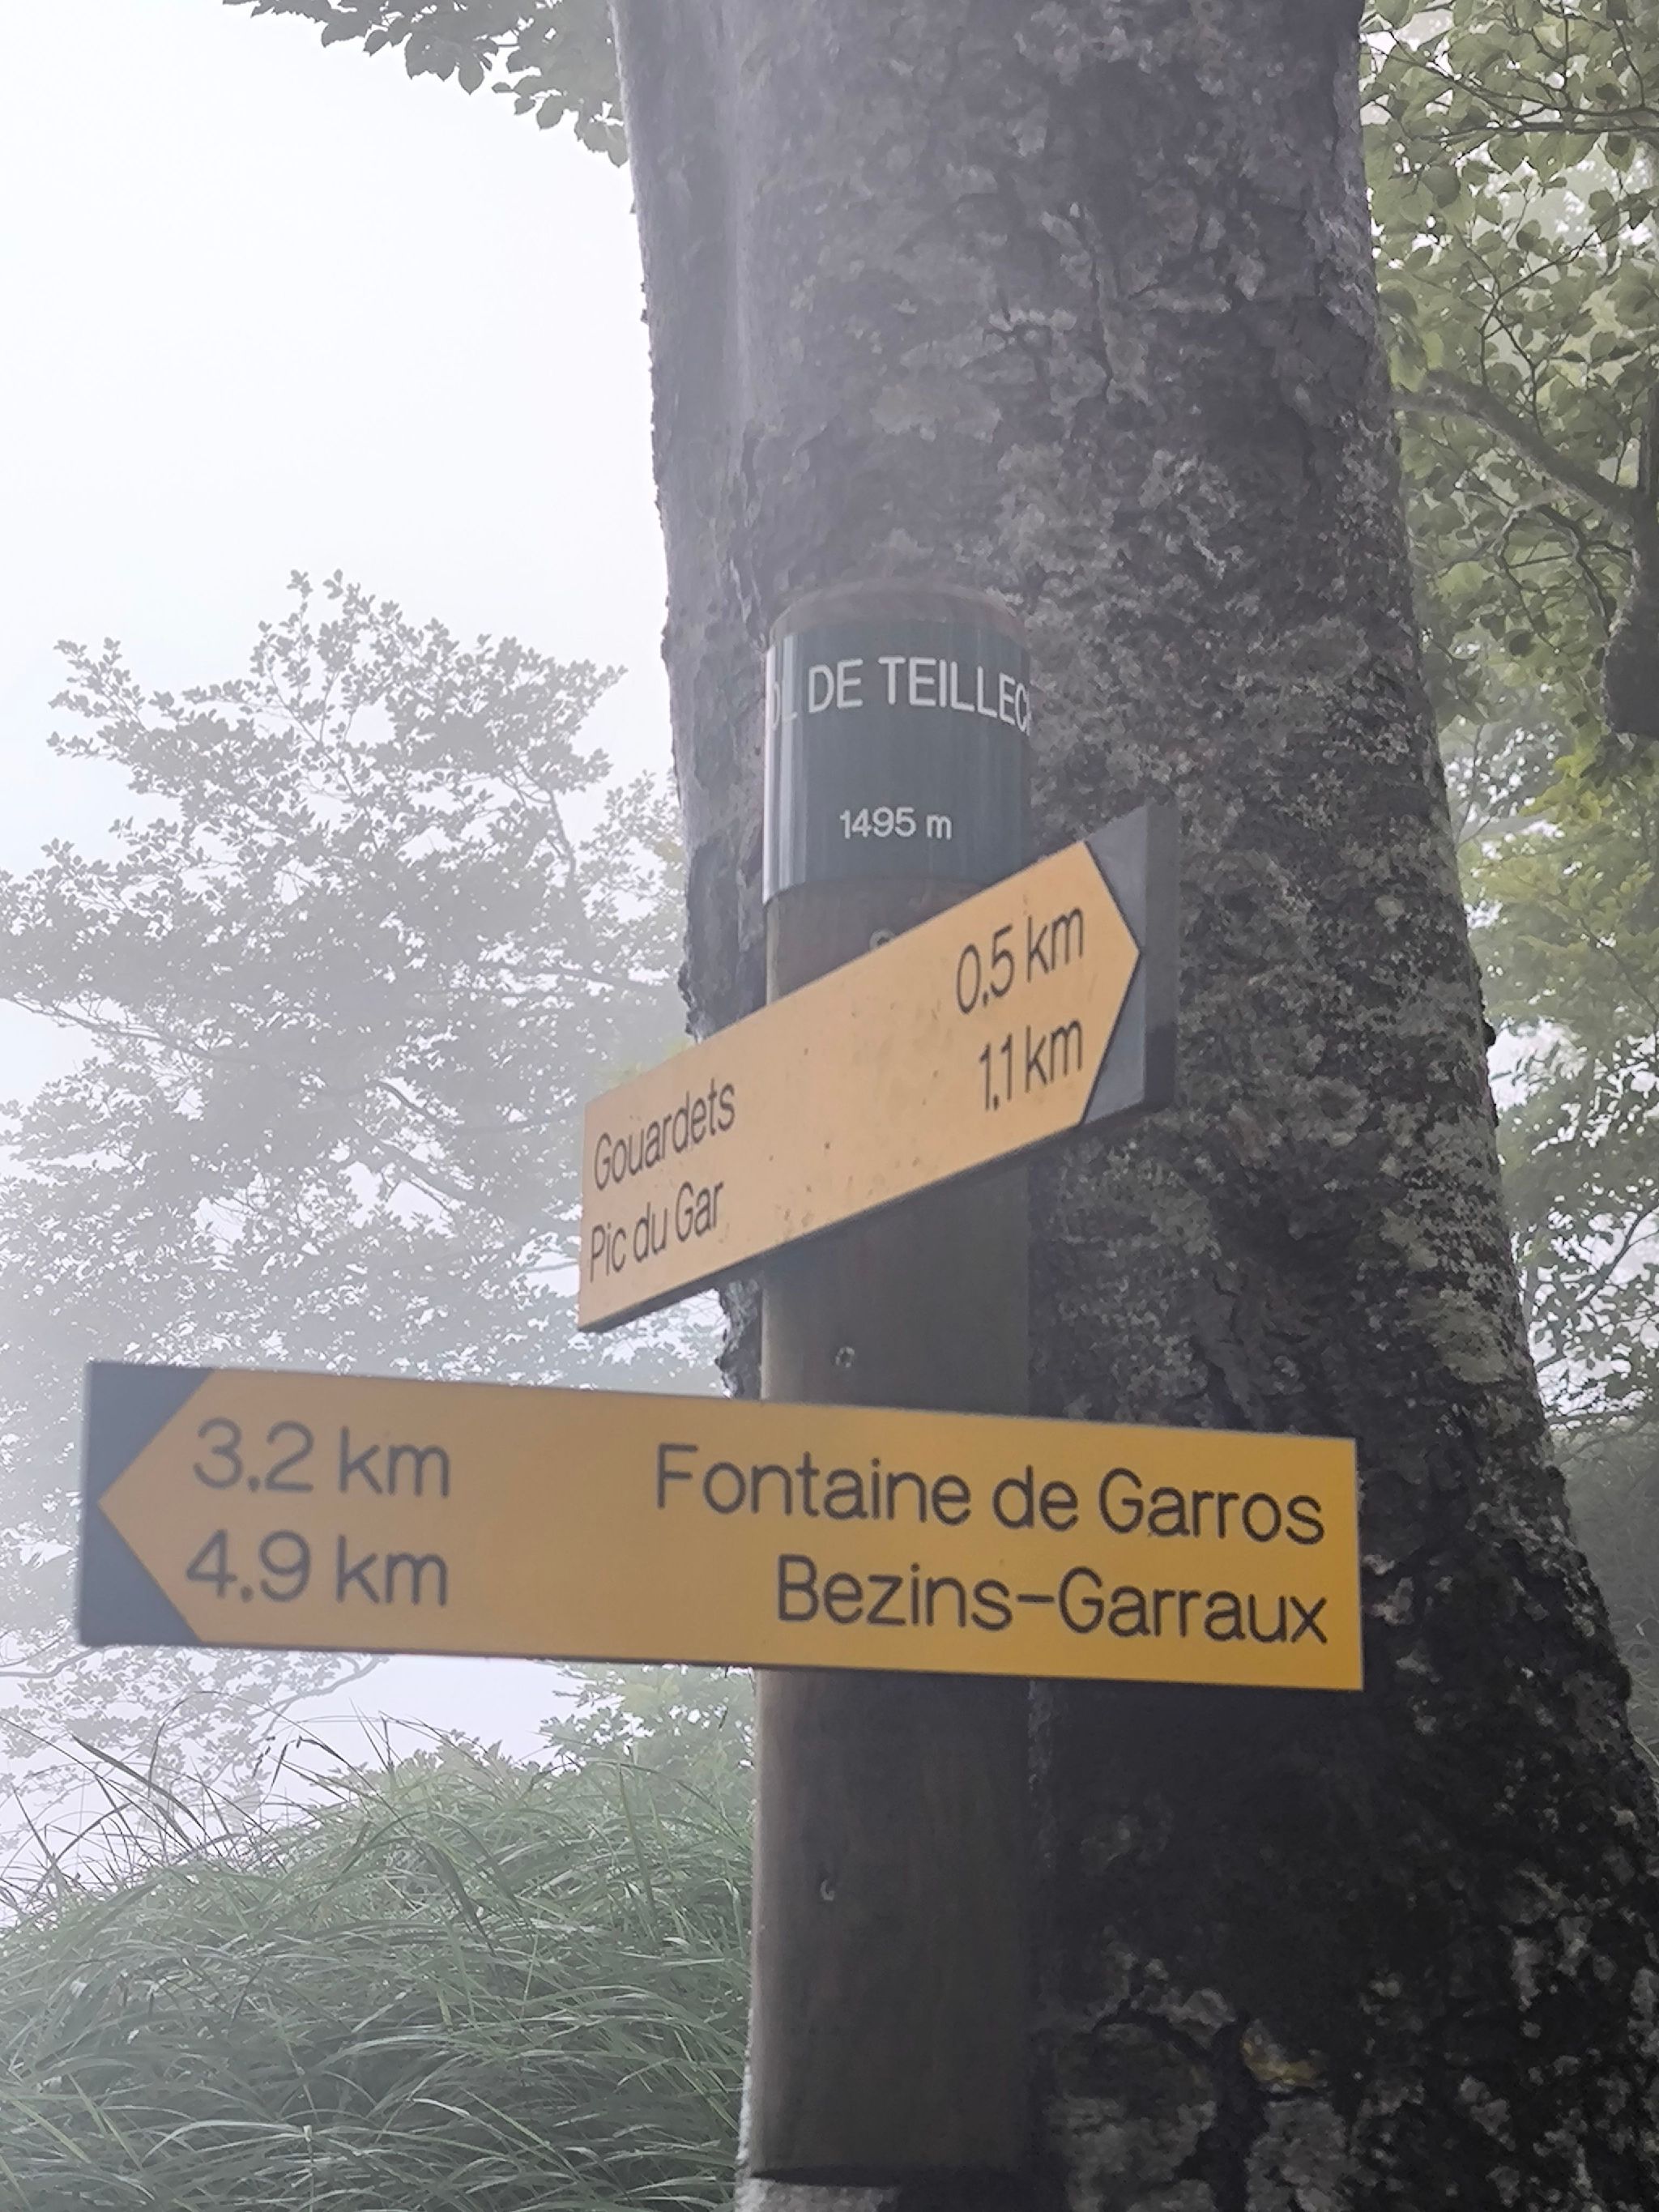 DE TEILLEC
1495 m
Gouardets 0.5 km
Pic du Gar 1.1 km
3.2 km Fontaine de Garros
4.9 km Bezins-Garraux